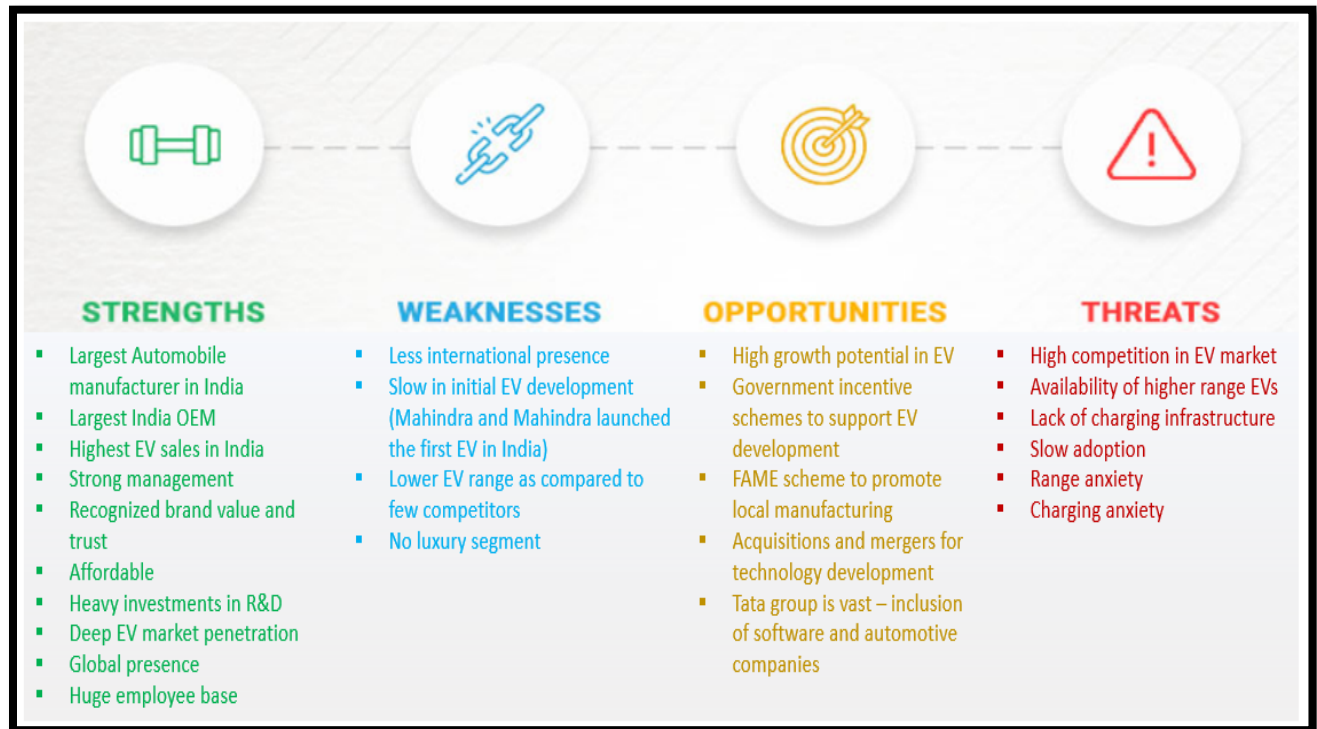 STRENGTHS
▪ Largest Automobile
manufacturer in India
▪ Largest India OEM
▪ Highest EV sales in India
▪ Strong management
▪ Recognized brand value and
trust
▪ Affordable
▪ Heavy investments in R&D
▪ Deep EV market penetration
▪ Global presence
▪ Huge employee base
WEAKNESSES
▪ Less international presence
▪ Slow in initial EV development
(Mahindra and Mahindra launched
the first EV in India)
▪ Lower EV range as compared to
few competitors
▪ No luxury segment
OPPORTUNITIES
▪ High growth potential in EV
▪ Government incentive
schemes to support EV
development
▪ FAME scheme to promote
local manufacturing
▪ Acquisitions and mergers for
technology development
▪ Tata group is vast – inclusion
of software and automotive
companies
THREATS
▪ High competition in EV market
▪ Availability of higher range EVs
▪ Lack of charging infrastructure
▪ Slow adoption
▪ Range anxiety
▪ Charging anxiety